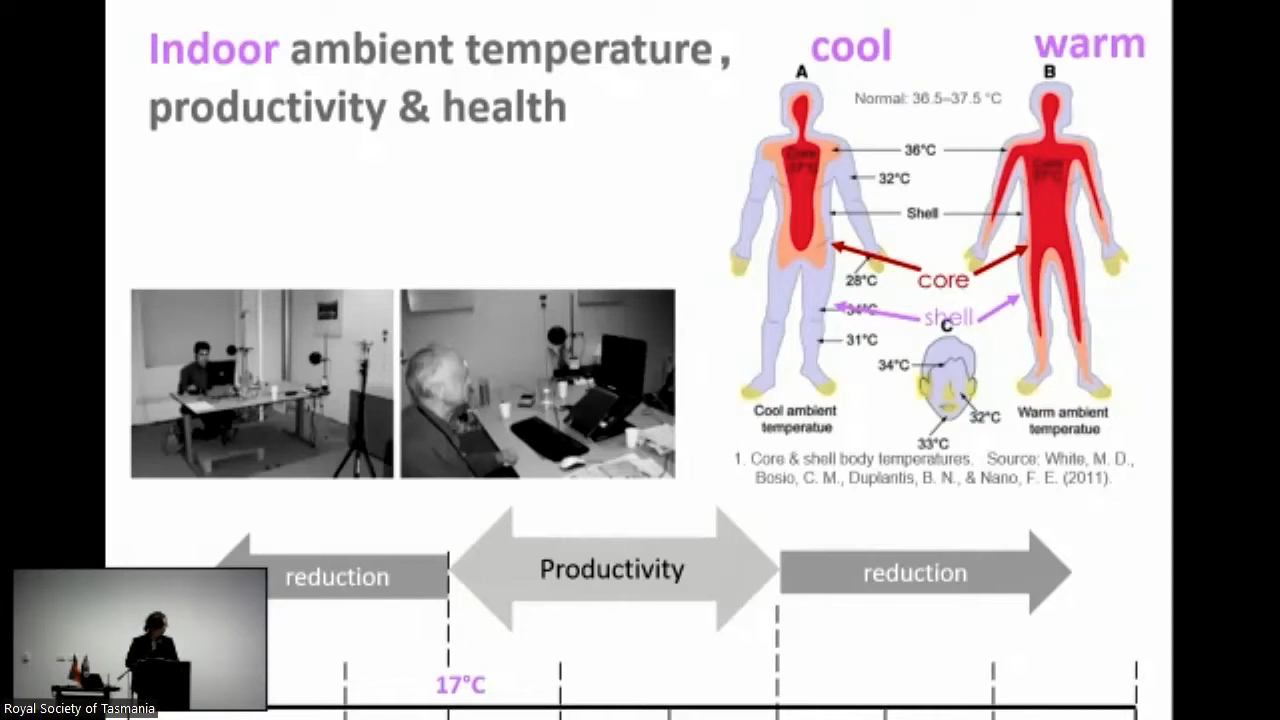 Indoor ambient temperature,
productivity & health
cool
warm
A
B
Normal: 36.5–37.5 °C
36°C
32°C
Shell
core
28°C
34°C
shell
31°C
C
34°C
32°C
33°C
Cool ambient
temperatue
Warm ambient
temperatue
1. Core & shell body temperatures. Source: White, M. D.,
Bosio, C. M., Duplantis, B. N., & Nano, F. E. (2011).
reduction
Productivity
reduction
17°C
Royal Society of Tasmania